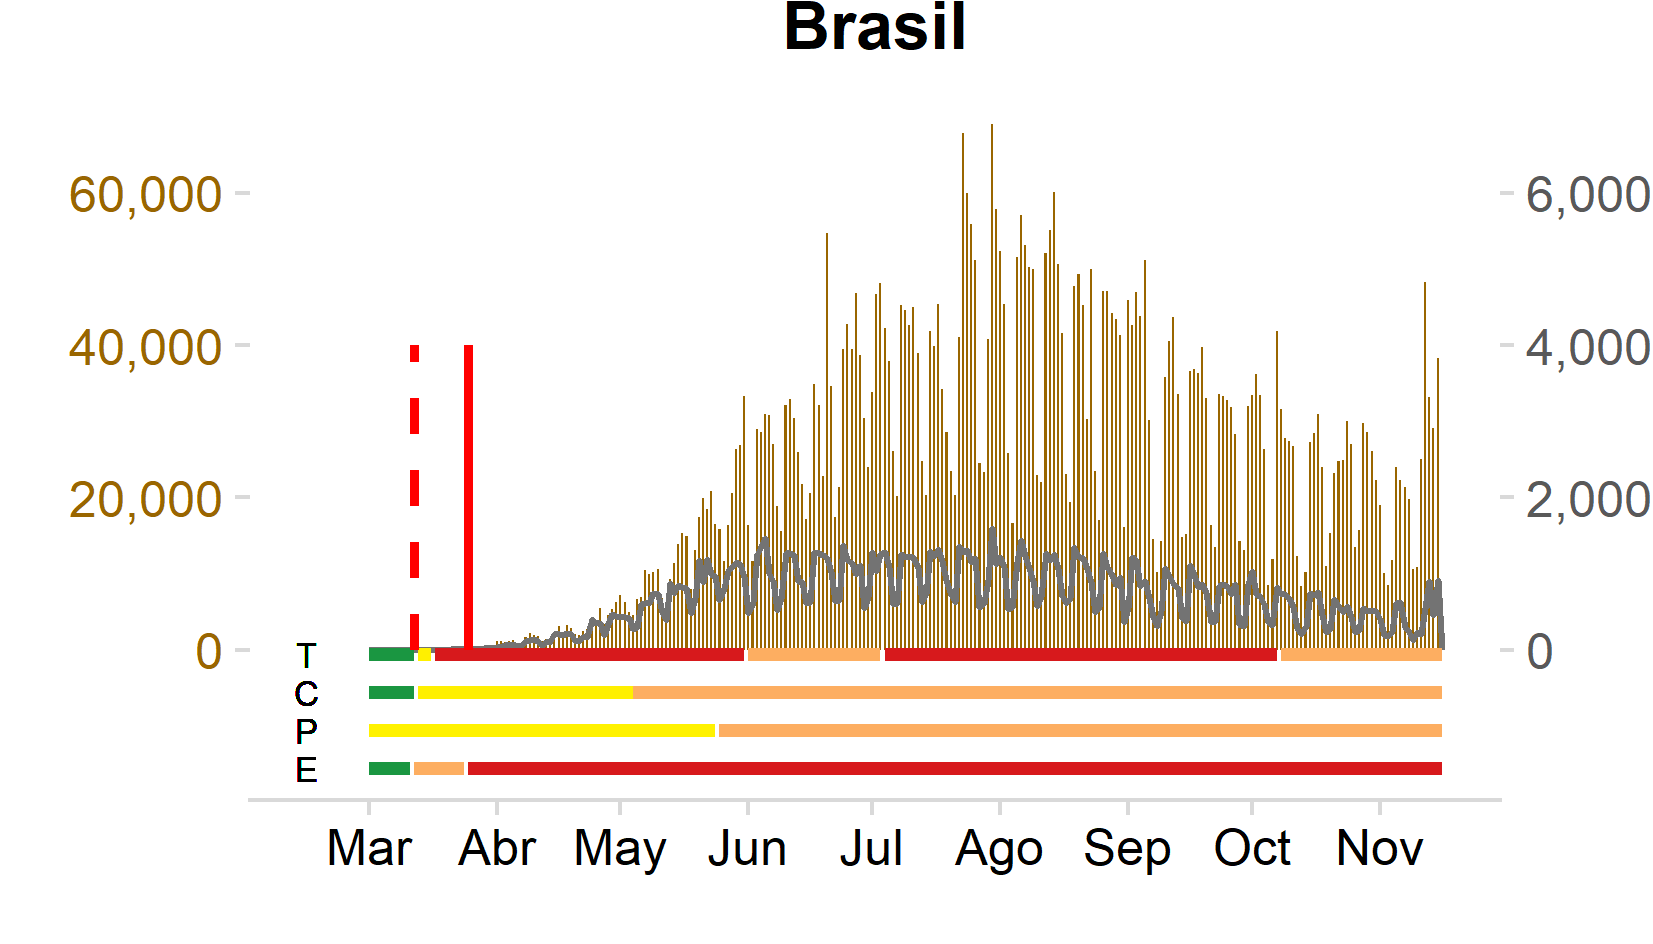 Brasil
60,000 6,000
40,000 4,000
20,000 2,000
0 0
T
C
P
E
Mar Abr May Jun Jul Ago Sep Oct Nov